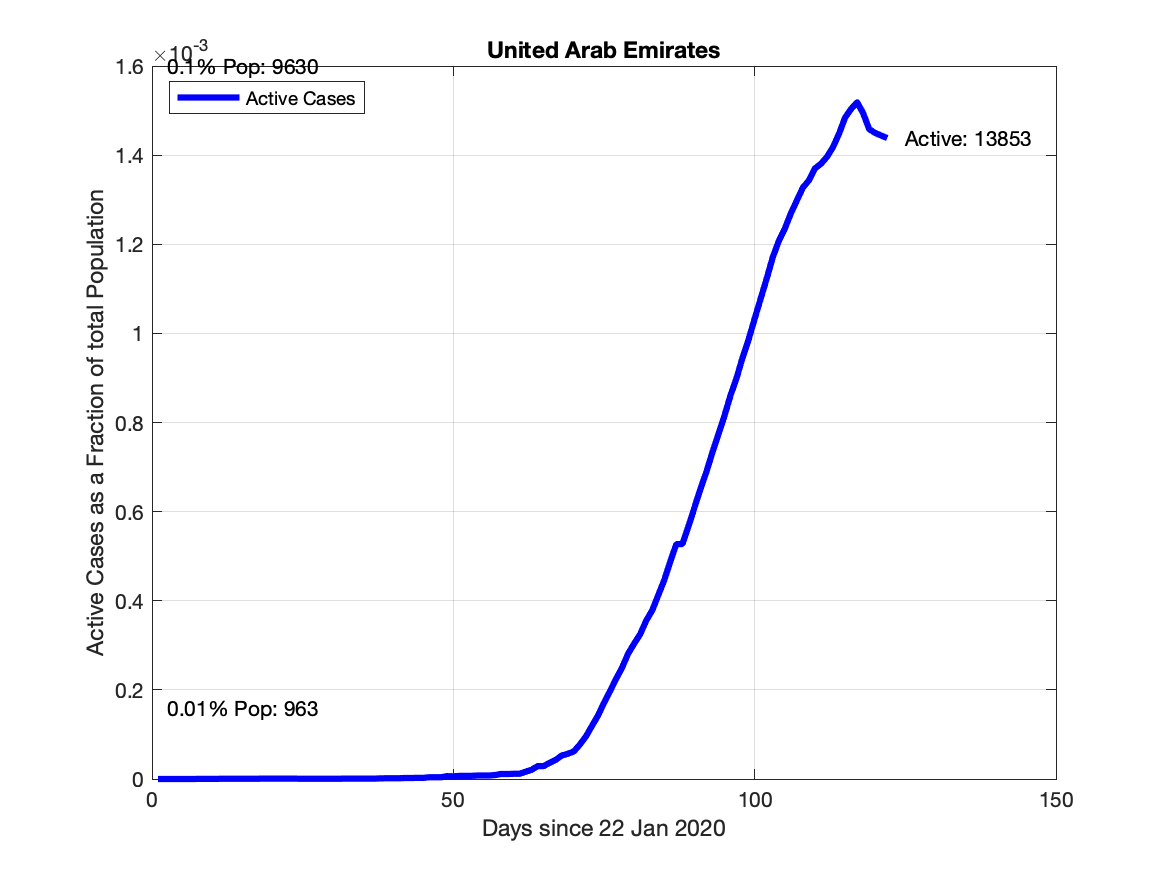 United Arab Emirates
×10-3
0.1% Pop: 9630
Active Cases
Active: 13853
0.01% Pop: 963
1.6
1.4
1.2
1
0.8
0.6
0.4
0.2
0
Active Cases as a Fraction of total Population
0 50 100 150
Days since 22 Jan 2020